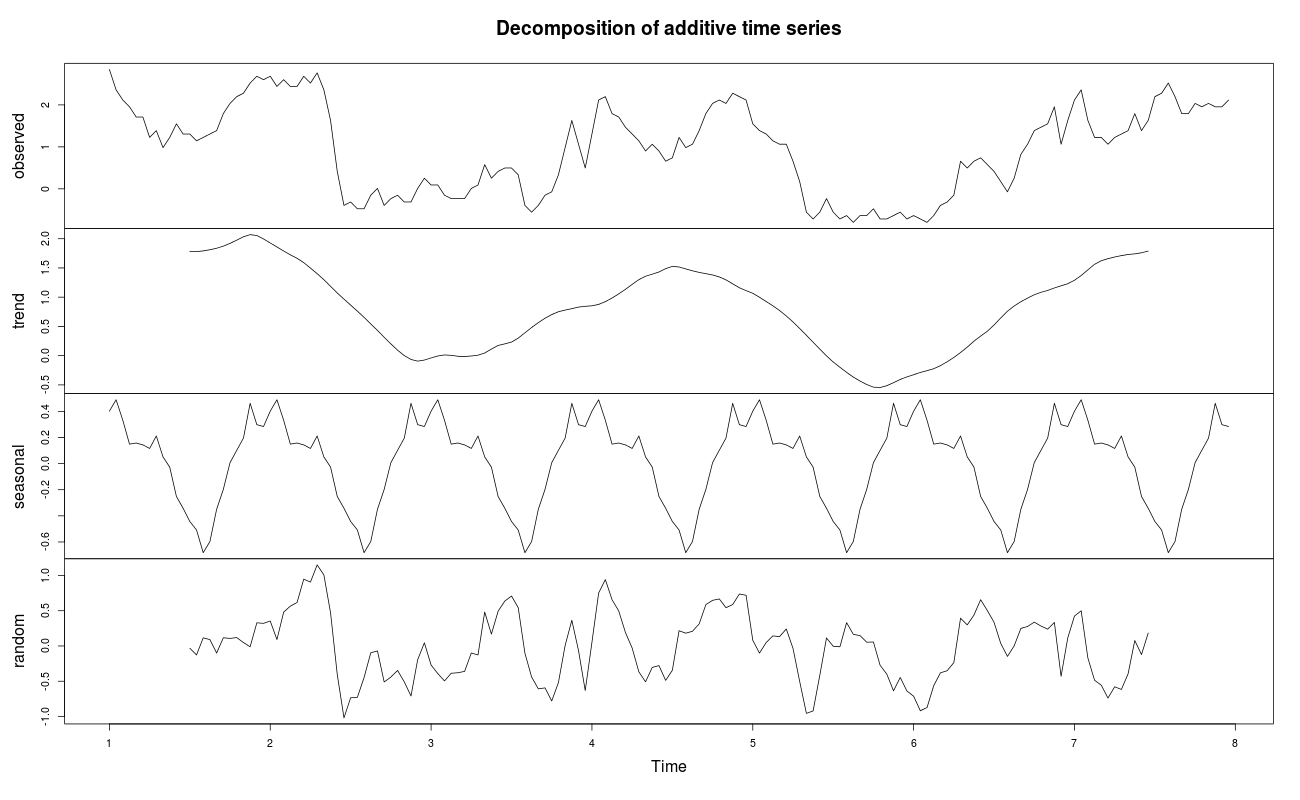 Decomposition of additive time series
observed
0 1 2
trend
-0.5 0.0 0.5 1.0 1.5 2.0
seasonal
-0.6 -0.2 0.0 0.2 0.4
random
-1.0 -0.5 0.0 0.5 1.0
1 2 3 4 5 6 7 8
Time